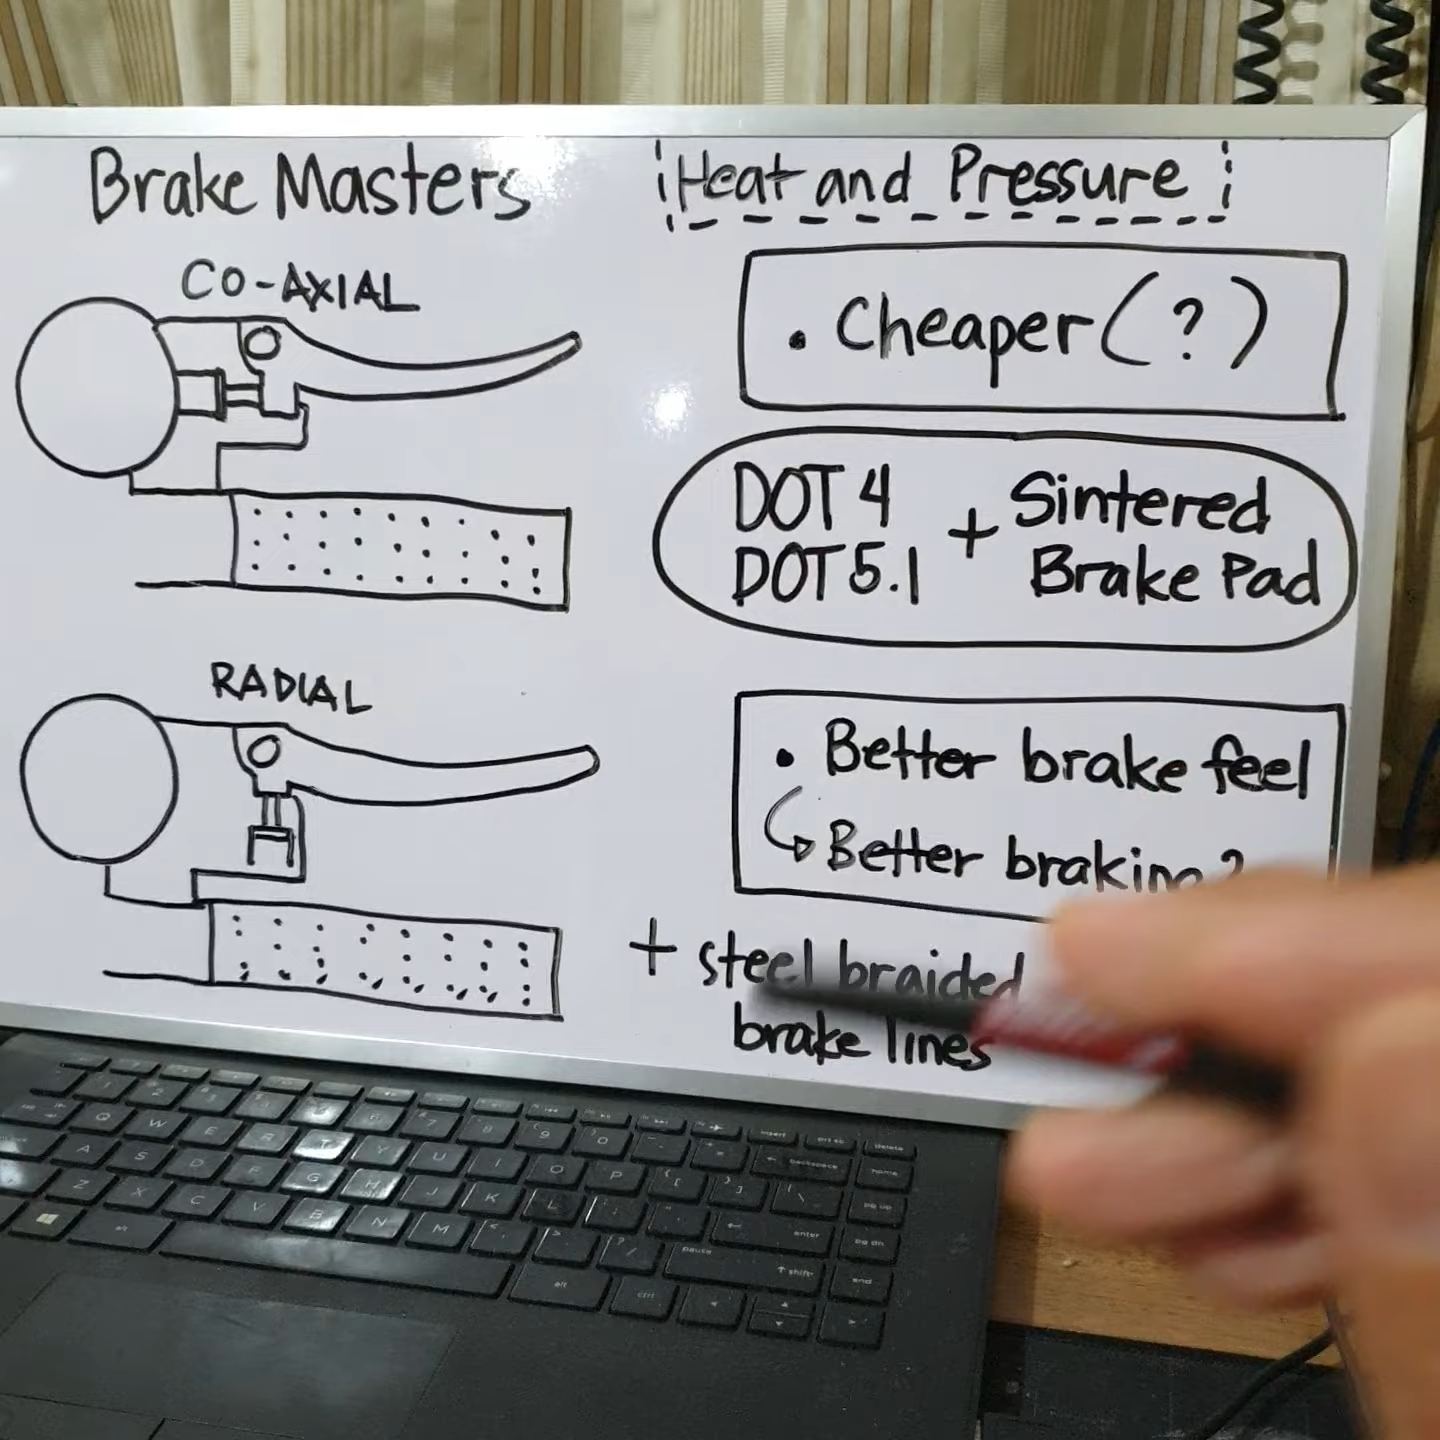 Brake Masters
CO-AXIAL
RADIAL
Heat and Pressure
• Cheaper (?)
DOT 4
DOT 5.1
+ Sintered
Brake Pad
• Better brake feel
Better braking?
+ steel braided
brake lines